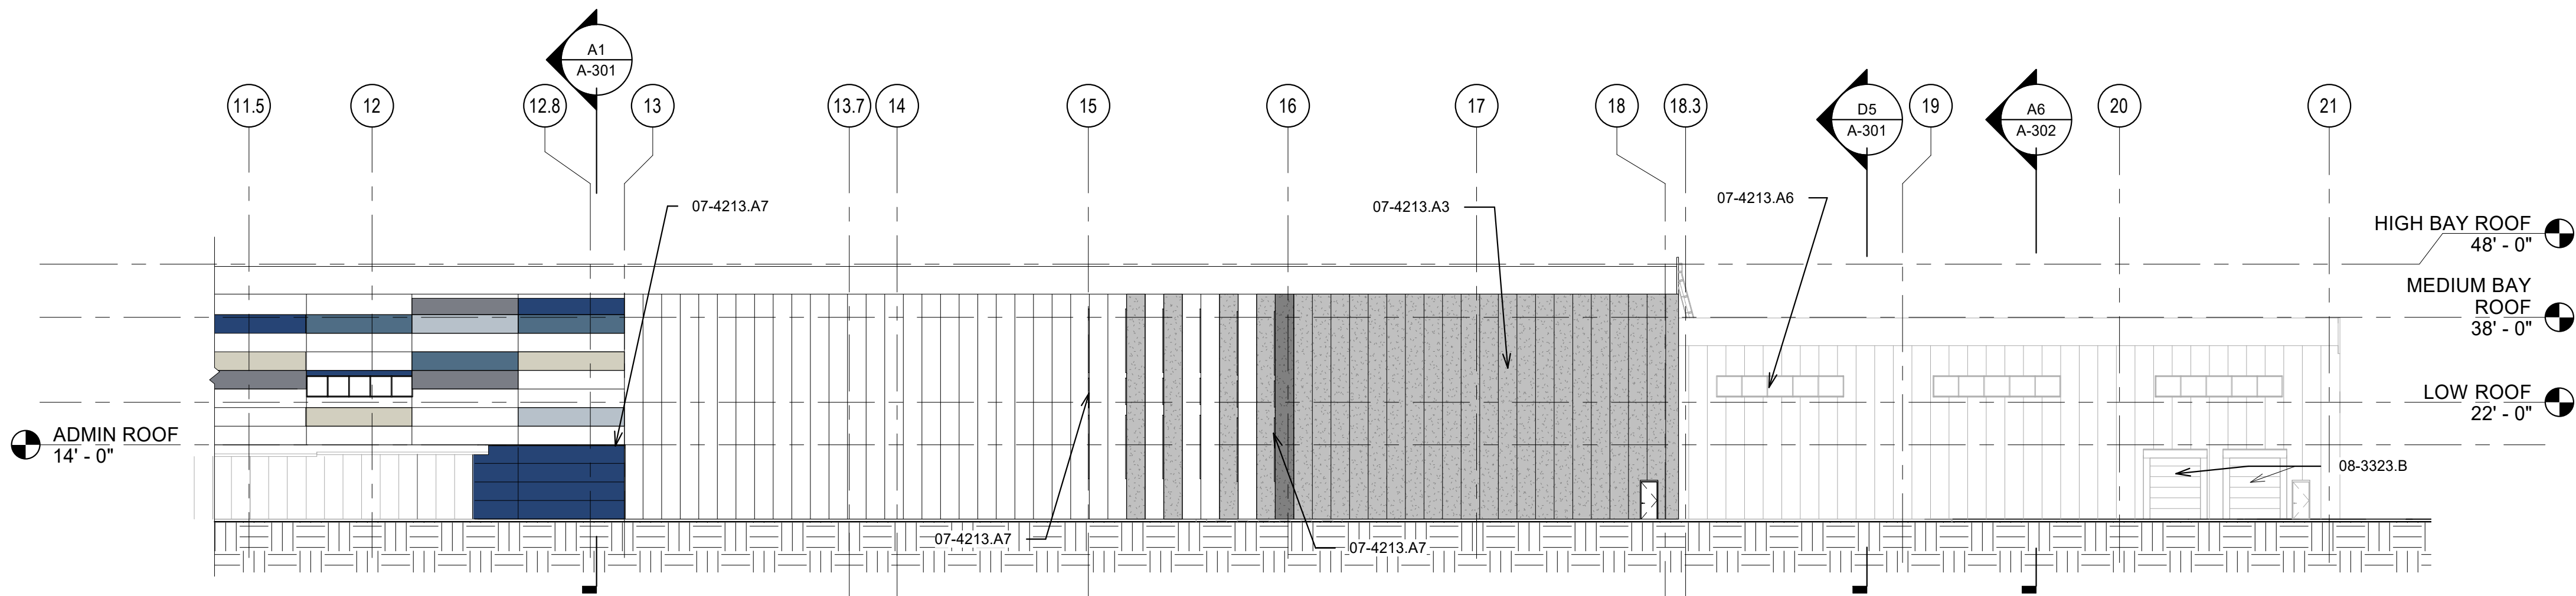 A1
A-301
11.5
12
12.8
13
13.7
14
15
16
17
18
18.3
D5
A-301
19
A6
A-302
20
21
07-4213.A7
07-4213.A3
07-4213.A6
HIGH BAY ROOF
48' - 0"
MEDIUM BAY
ROOF
38' - 0"
LOW ROOF
22' - 0"
ADMIN ROOF
14' - 0"
08-3323.B
07-4213.A7
07-4213.A7